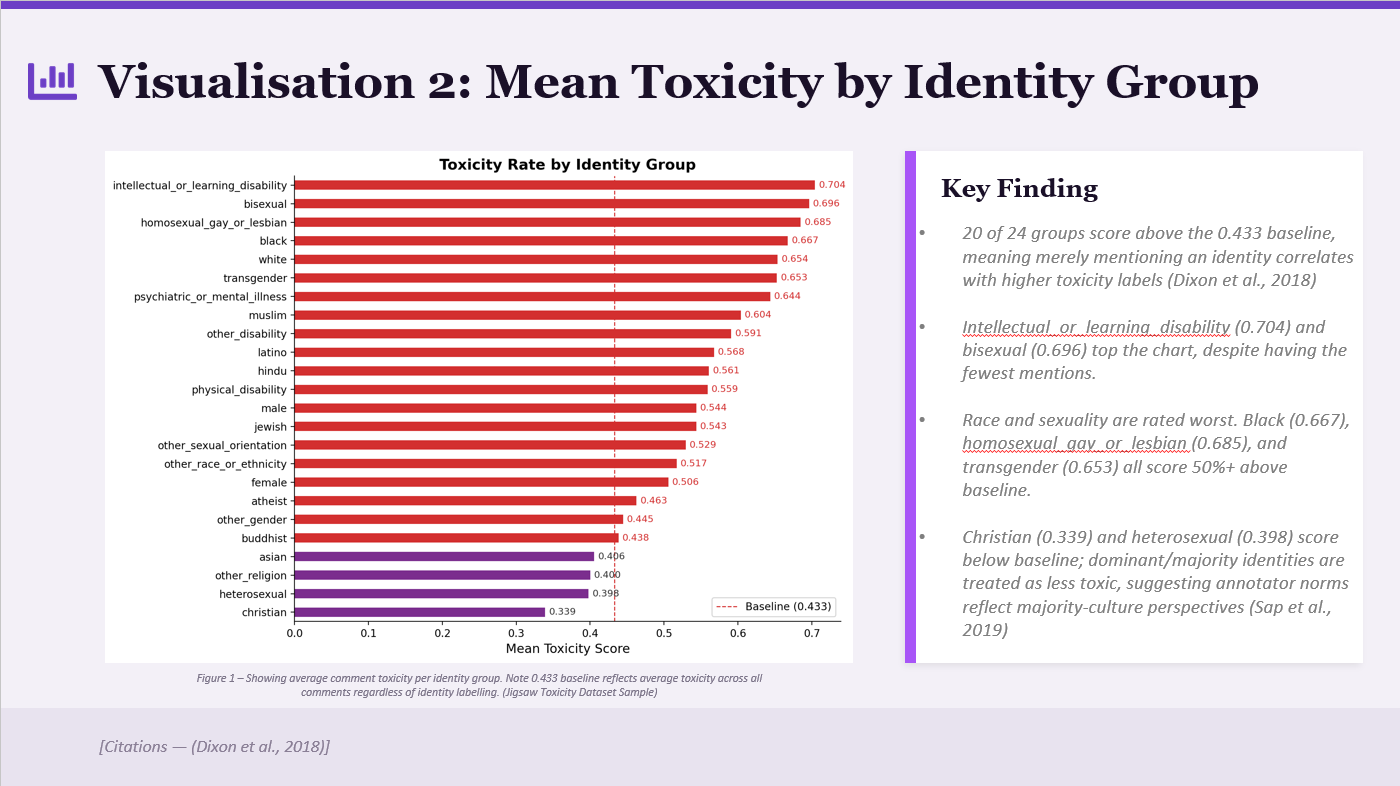 Visualisation 2: Mean Toxicity by Identity Group
Toxicity Rate by Identity Group
intellectual_or_learning_disability 0.704
bisexual 0.696
homosexual_gay_or_lesbian 0.685
black 0.667
white 0.654
transgender 0.653
psychiatric_or_mental_illness 0.644
muslim 0.604
other_disability 0.591
latino 0.568
hindu 0.561
physical_disability 0.559
male 0.544
jewish 0.543
other_sexual_orientation 0.529
other_race_or_ethnicity 0.517
female 0.506
atheist 0.463
other_gender 0.445
buddhist 0.438
asian 0.406
other_religion 0.400
heterosexual 0.398
christian 0.339
Baseline (0.433)
0.0 0.1 0.2 0.3 0.4 0.5 0.6 0.7
Mean Toxicity Score
Figure 1 – Showing average comment toxicity per identity group. Note 0.433 baseline reflects average toxicity across all
comments regardless of identity labelling. (Jigsaw Toxicity Dataset Sample)
Key Finding
• 20 of 24 groups score above the 0.433 baseline,
meaning merely mentioning an identity correlates
with higher toxicity labels (Dixon et al., 2018)
• Intellectual_or_learning_disability (0.704) and
bisexual (0.696) top the chart, despite having the
fewest mentions.
• Race and sexuality are rated worst. Black (0.667),
homosexual_gay_or_lesbian (0.685), and
transgender (0.653) all score 50%+ above
baseline.
• Christian (0.339) and heterosexual (0.398) score
below baseline; dominant/majority identities are
treated as less toxic, suggesting annotator norms
reflect majority-culture perspectives (Sap et al.,
2019)
[Citations — (Dixon et al., 2018)]